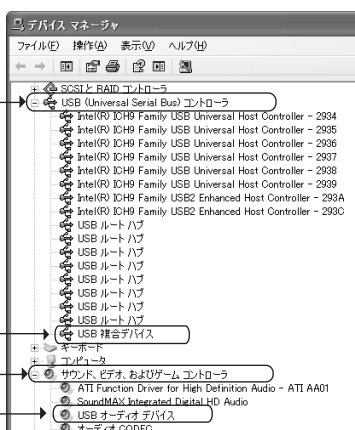 デバイス マネージャ
ファイル(F) 操作(A) 表示(V) ヘルプ(H)
SCSI と RAID コントローラ
USB (Universal Serial Bus) コントローラ
Intel(R) ICH9 Family USB Universal Host Controller - 2934
Intel(R) ICH9 Family USB Universal Host Controller - 2935
Intel(R) ICH9 Family USB Universal Host Controller - 2936
Intel(R) ICH9 Family USB Universal Host Controller - 2937
Intel(R) ICH9 Family USB Universal Host Controller - 2938
Intel(R) ICH9 Family USB Universal Host Controller - 2939
Intel(R) ICH9 Family USB2 Enhanced Host Controller - 293A
Intel(R) ICH9 Family USB2 Enhanced Host Controller - 293C
USB ルート ハブ
USB ルート ハブ
USB ルート ハブ
USB ルート ハブ
USB ルート ハブ
USB ルート ハブ
USB ルート ハブ
USB ルート ハブ
USB 複合デバイス
キーボード
コンピュータ
サウンド、ビデオ、およびゲーム コントローラ
ATI Function Driver for High Definition Audio - ATI AA01
SoundMAX Integrated Digital HD Audio
USB オーディオ デバイス
オーディオ CODEC